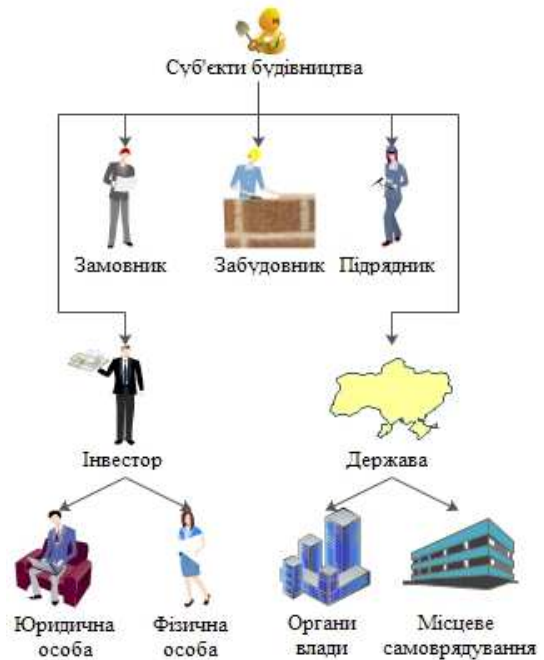 Суб'єкти будівництва
Замовник Забудовник Підрядник
Інвестор Держава
Юридична особа
Фізична особа
Органи влади
Місцеве самоврядування